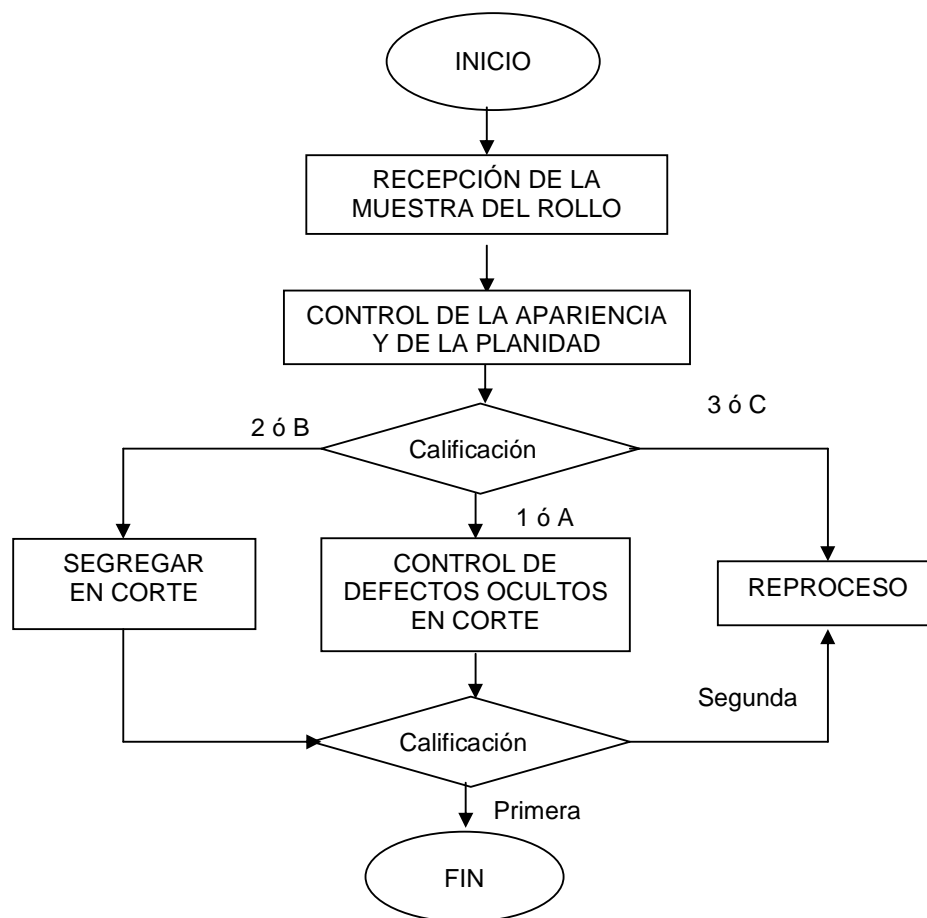 INICIO
RECEPCIÓN DE LA
MUESTRA DEL ROLLO
CONTROL DE LA APARIENCIA
Y DE LA PLANIDAD
3 ó C
2 ó B
Calificación
1 ó A
SEGREGAR
EN CORTE
CONTROL DE
DEFECTOS OCULTOS
EN CORTE
REPROCESO
Segunda
Calificación
Primera
FIN